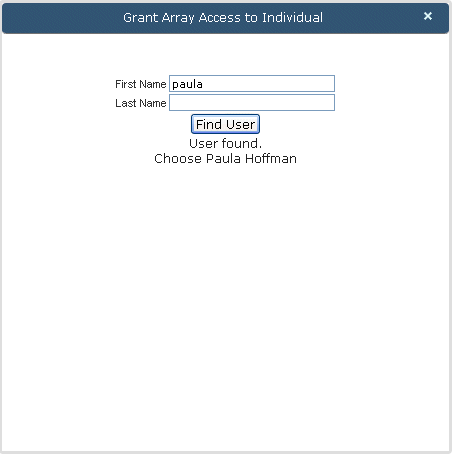 Grant Array Access to Individual ×
First Name paula
Last Name
Find User
User found.
Choose Paula Hoffman